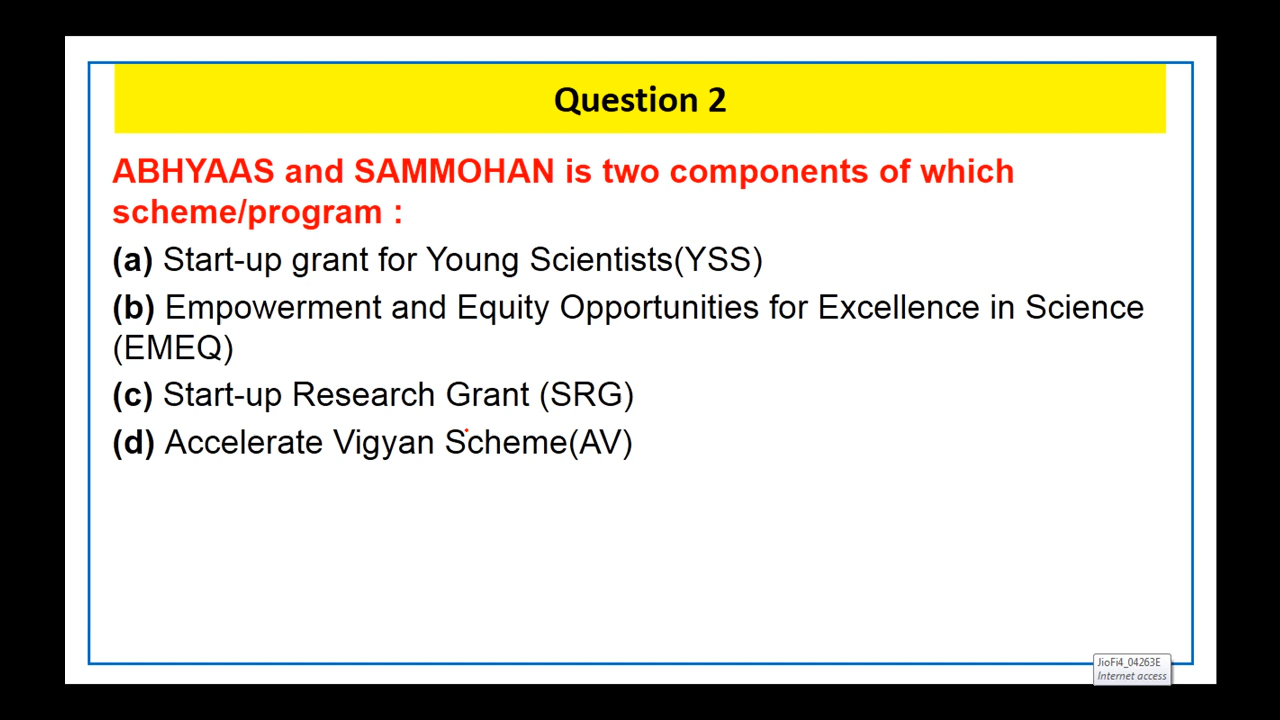 Question 2
ABHYAAS and SAMMOHAN is two components of which
scheme/program :
(a) Start-up grant for Young Scientists(YSS)
(b) Empowerment and Equity Opportunities for Excellence in Science
(EMEQ)
(c) Start-up Research Grant (SRG)
(d) Accelerate Vigyan Scheme(AV)
JioFi4_04263E
Internet access